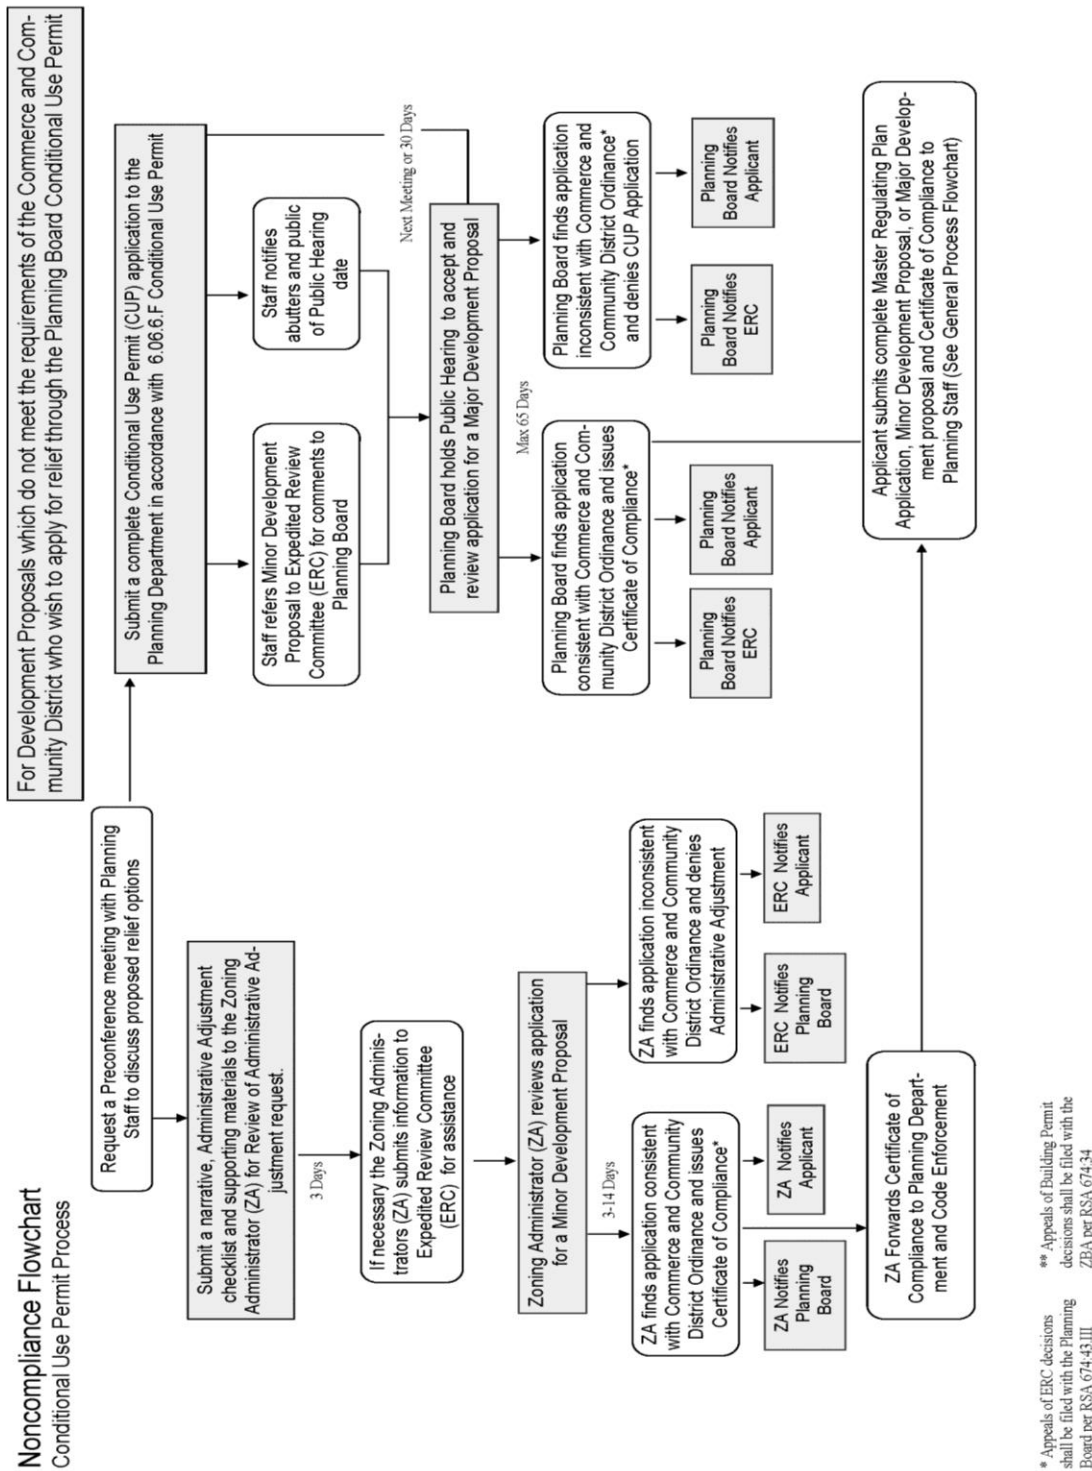 Noncompliance Flowchart
Conditional Use Permit Process
For Development Proposals which do not meet the requirements of the Commerce and Com-
munity District who wish to apply for relief through the Planning Board Conditional Use Permit
Request a Preconference meeting with Planning
Staff to discuss proposed relief options
Submit a narrative, Administrative Adjustment
checklist and supporting materials to the Zoning
Administrator (ZA) for Review of Administrative Ad-
justment request.
3 Days
If necessary the Zoning Adminis-
trators (ZA) submits information to
Expedited Review Committee
(ERC) for assistance
Zoning Administrator (ZA) reviews application
for a Minor Development Proposal
3-14 Days
ZA finds application consistent
with Commerce and Community
District Ordinance and issues
Certificate of Compliance*
ZA Notifies
Planning
Board
ZA Notifies
Applicant
ZA finds application inconsistent
with Commerce and Community
District Ordinance and denies
Administrative Adjustment
ERC Notifies
Planning
Board
ERC Notifies
Applicant
ZA Forwards Certificate of
Compliance to Planning Depart-
ment and Code Enforcement
Submit a complete Conditional Use Permit (CUP) application to the
Planning Department in accordance with 6.06.6.F Conditional Use Permit
Staff refers Minor Development
Proposal to Expedited Review
Committee (ERC) for comments to
Planning Board
Staff notifies
abutters and public
of Public Hearing
date
Next Meeting or 30 Days
Planning Board holds Public Hearing to accept and
review application for a Major Development Proposal
Max 65 Days
Planning Board finds application
consistent with Commerce and Com-
munity District Ordinance and issues
Certificate of Compliance*
Planning
Board Notifies
ERC
Planning
Board Notifies
Applicant
Planning Board finds application
inconsistent with Commerce and
Community District Ordinance*
and denies CUP Application
Planning
Board Notifies
ERC
Planning
Board Notifies
Applicant
Applicant submits complete Master Regulating Plan
Application, Minor Development Proposal, or Major Develop-
ment proposal and Certificate of Compliance to
Planning Staff (See General Process Flowchart)
* Appeals of ERC decisions
shall be filed with the Planning
Board per RSA 674:43.III
** Appeals of Building Permit
decisions shall be filed with the
ZBA per RSA 674:34